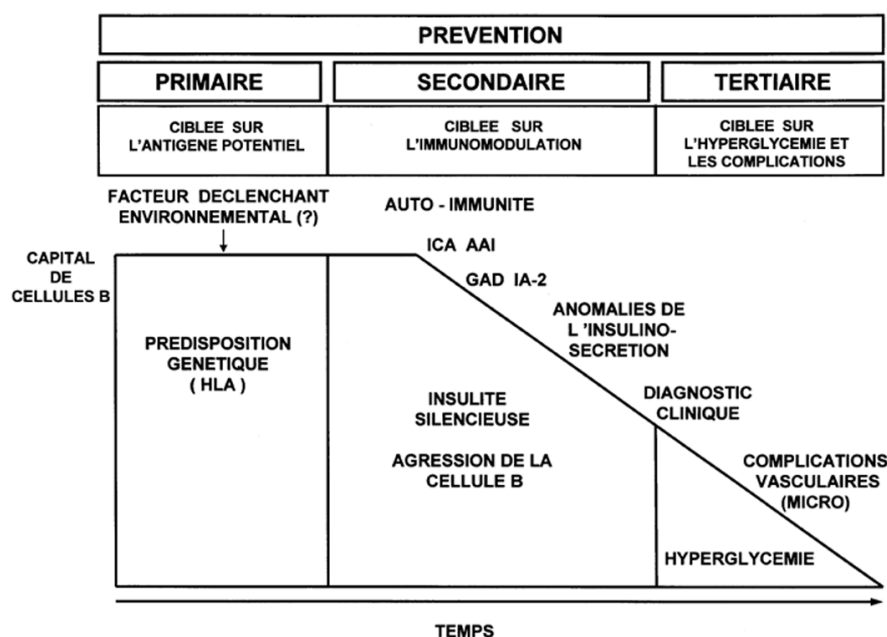 PREVENTION
PRIMAIRE
SECONDAIRE
TERTIAIRE
CIBLEE SUR
L'ANTIGENE POTENTIEL
CIBLEE SUR
L'IMMUNOMODULATION
CIBLEE SUR
L'HYPERGLYCEMIE ET
LES COMPLICATIONS
FACTEUR DECLENCHANT
ENVIRONNEMENTAL (?)
AUTO - IMMUNITE
CAPITAL
DE
CELLULES B
ICA AAI
GAD IA-2
ANOMALIES DE
L 'INSULINO-
SECRETION
PREDISPOSITION
GENETIQUE
( HLA )
INSULITE
SILENCIEUSE
AGRESSION DE LA
CELLULE B
DIAGNOSTIC
CLINIQUE
COMPLICATIONS
VASCULAIRES
(MICRO)
HYPERGLYCEMIE
TEMPS